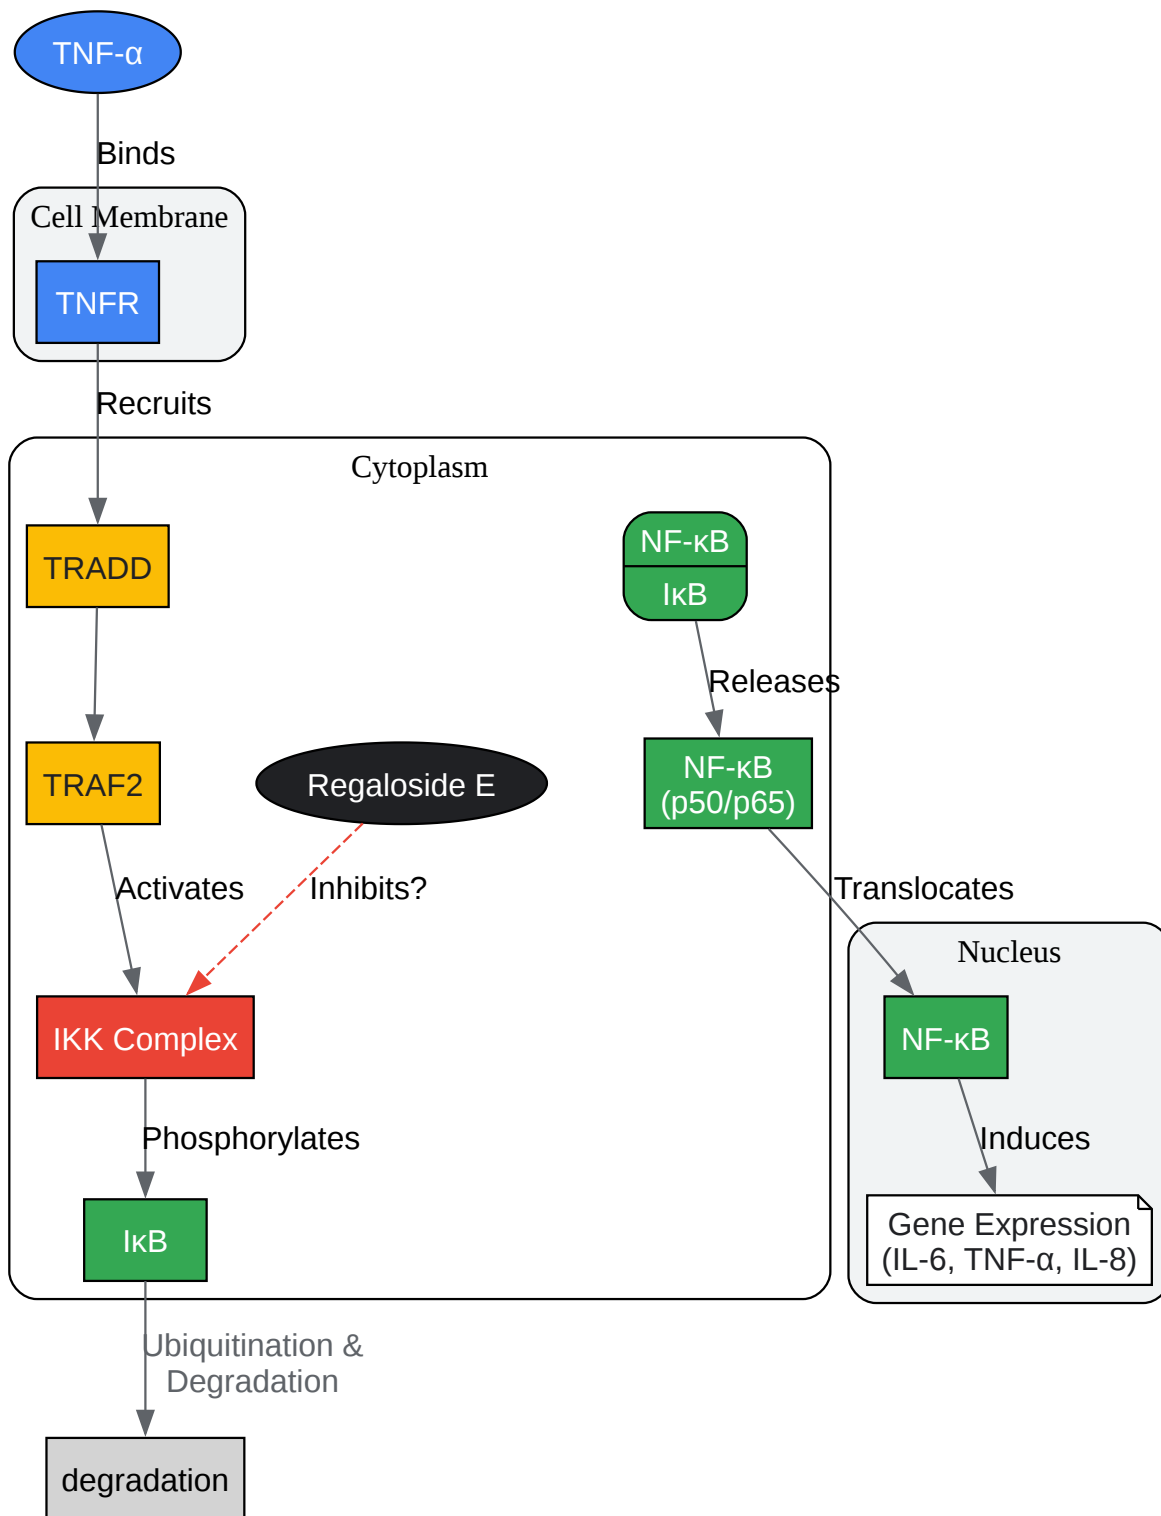 TNF-α
Binds
Cell Membrane
TNFR
Recruits
Cytoplasm
TRADD
NF-κB
IκB
Releases
TRAF2
Regaloside E
NF-κB
(p50/p65)
Activates
Inhibits?
Translocates
Nucleus
IKK Complex
NF-κB
Phosphorylates
Induces
IκB
Gene Expression
(IL-6, TNF-α, IL-8)
Ubiquitination &
Degradation
degradation